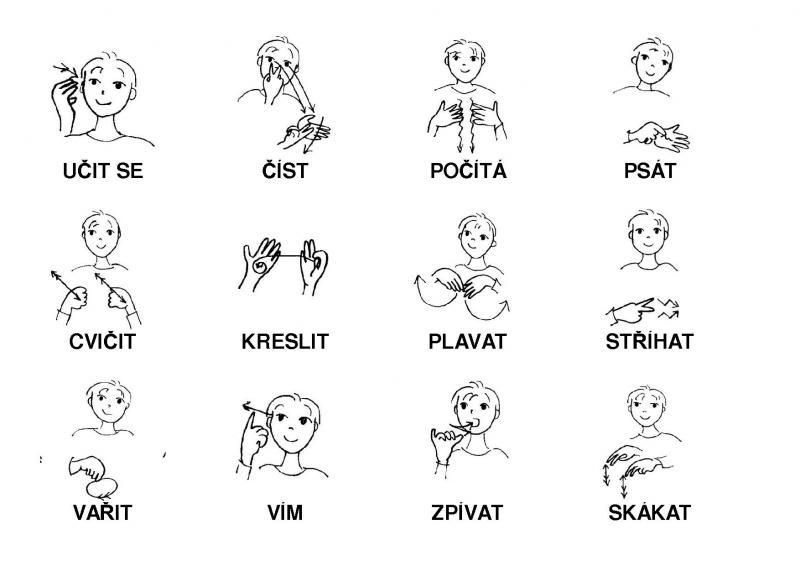 UČIT SE ČÍST POČÍTÁ PSÁT
CVIČIT KRESLIT PLAVAT STŘÍHAT
VAŘIT VÍM ZPÍVAT SKÁKAT